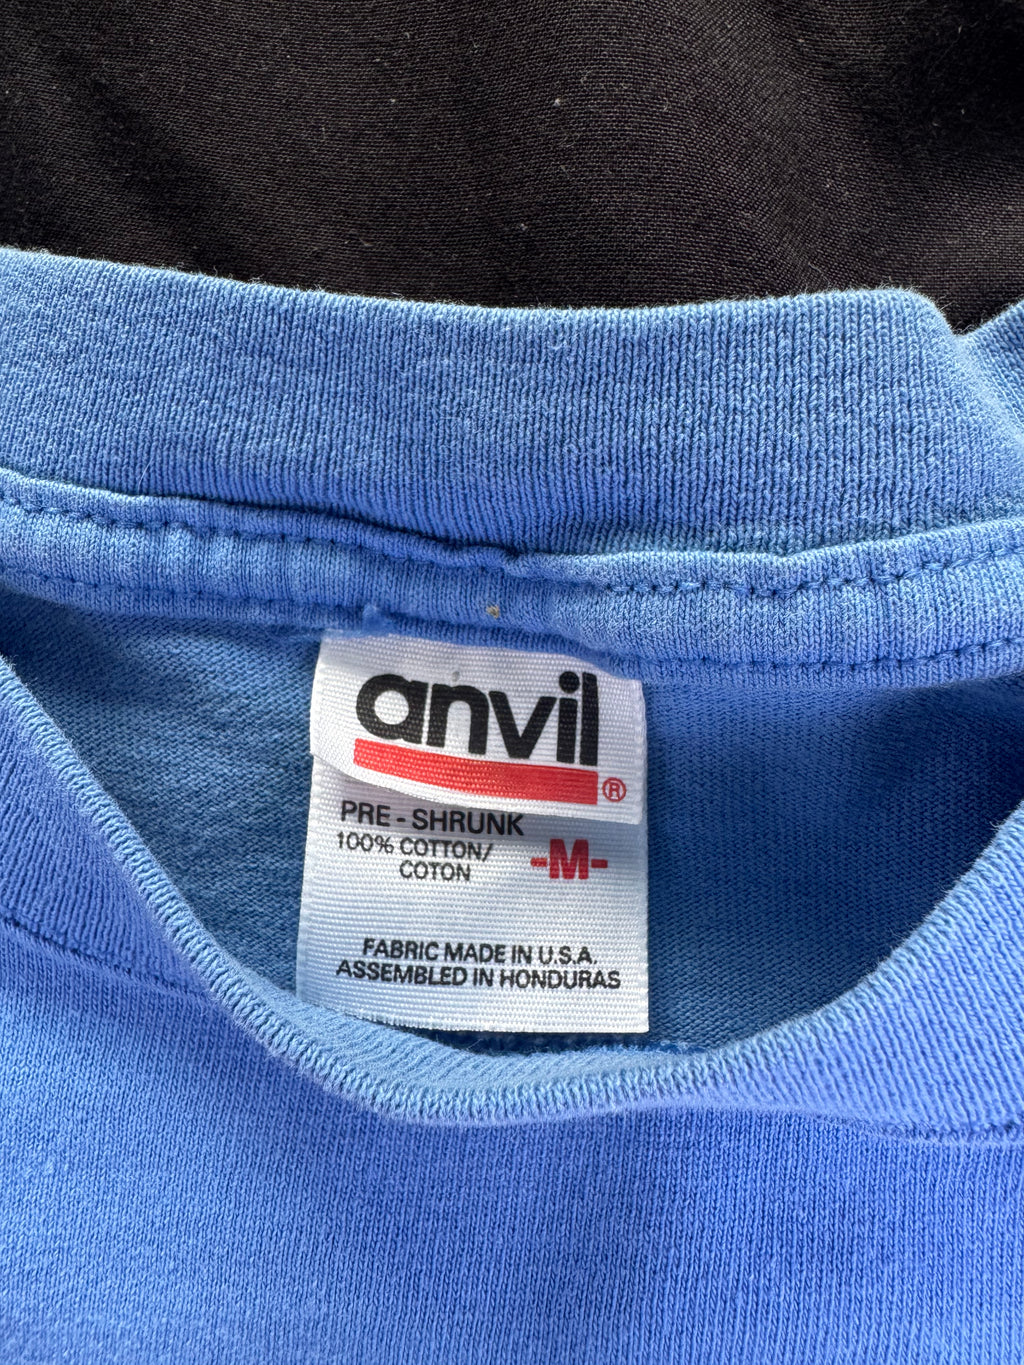 anvil
®
PRE - SHRUNK
100% COTTON/
COTON
-M-
FABRIC MADE IN U.S.A.
ASSEMBLED IN HONDURAS